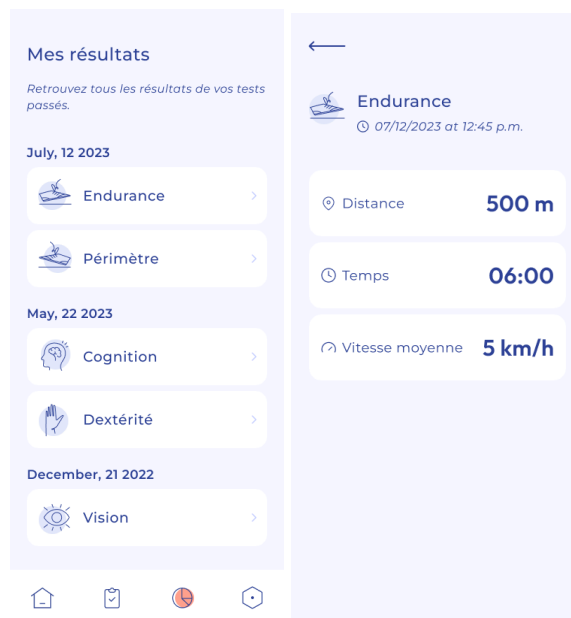 Mes résultats
Retrouvez tous les résultats de vos tests
passés.
July, 12 2023
Endurance
Périmètre
May, 22 2023
Cognition
Dextérité
December, 21 2022
Vision
Endurance
07/12/2023 at 12:45 p.m.
Distance 500 m
Temps 06:00
Vitesse moyenne 5 km/h